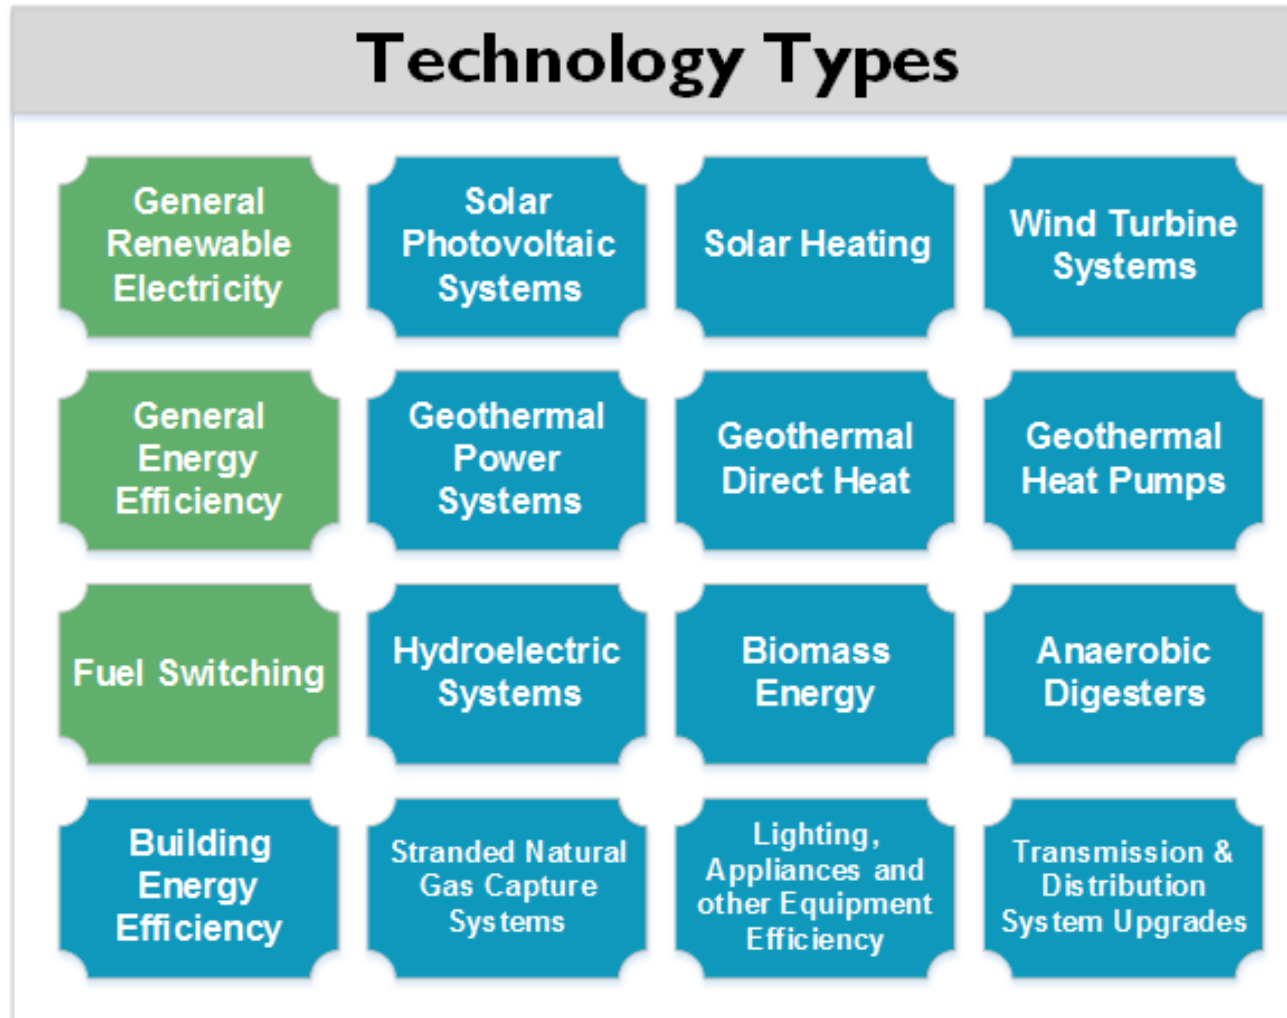 Technology Types
General
Renewable
Electricity
Solar
Photovoltaic
Systems
Solar Heating
Wind Turbine
Systems
General
Energy
Efficiency
Geothermal
Power
Systems
Geothermal
Direct Heat
Geothermal
Heat Pumps
Fuel Switching
Hydroelectric
Systems
Biomass
Energy
Anaerobic
Digesters
Building
Energy
Efficiency
Stranded Natural
Gas Capture
Systems
Lighting,
Appliances and
other Equipment
Efficiency
Transmission &
Distribution
System Upgrades